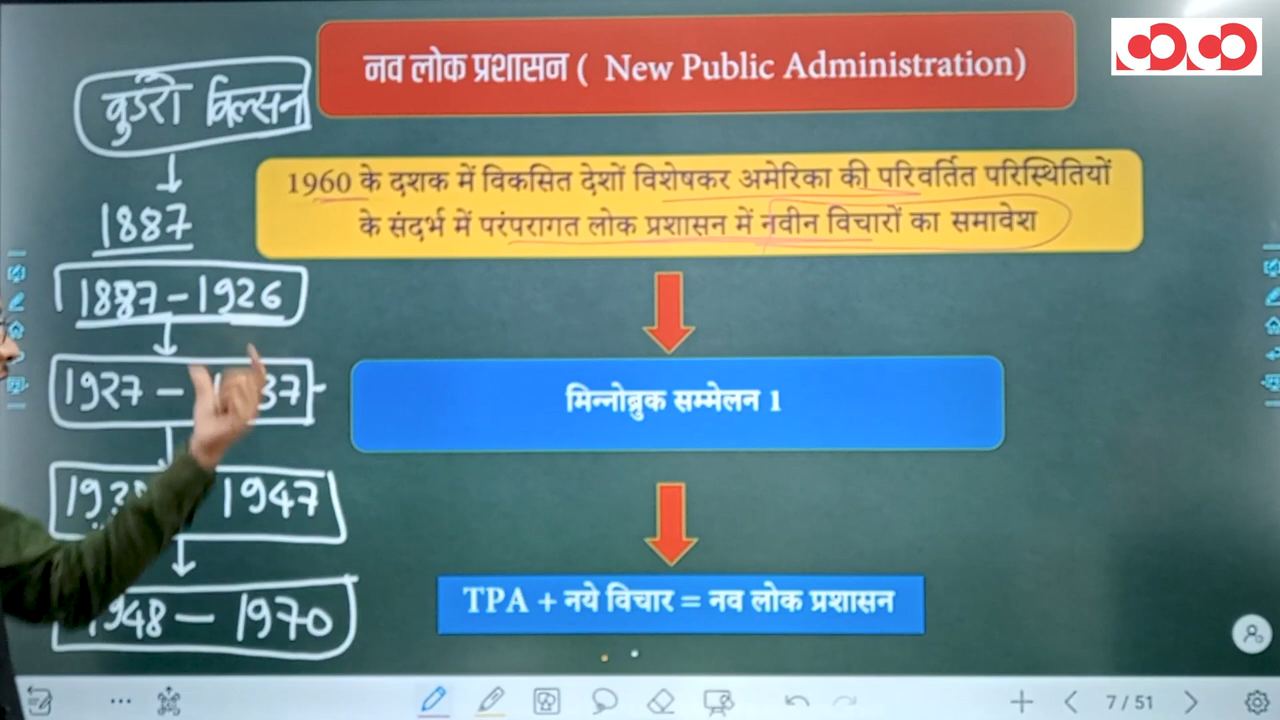 नव लोक प्रशासन ( New Public Administration)
1960 के दशक में विकसित देशों विशेषकर अमेरिका की परिवर्तित परिस्थितियों
के संदर्भ में परंपरागत लोक प्रशासन में नवीन विचारों का समावेश
मिन्नोब्रुक सम्मेलन 1
TPA + नये विचार = नव लोक प्रशासन
वुडरो विल्सन
1887
1887 - 1926
1927 -
1947
1948 - 1970
7 / 51